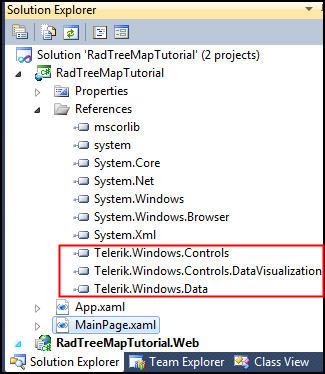 Solution Explorer
Solution 'RadTreeMapTutorial' (2 projects)
RadTreeMapTutorial
Properties
References
mscorlib
system
System.Core
System.Net
System.Windows
System.Windows.Browser
System.Xml
Telerik.Windows.Controls
Telerik.Windows.Controls.DataVisualization
Telerik.Windows.Data
App.xaml
MainPage.xaml
RadTreeMapTutorial.Web
Solution Explorer Team Explorer Class View